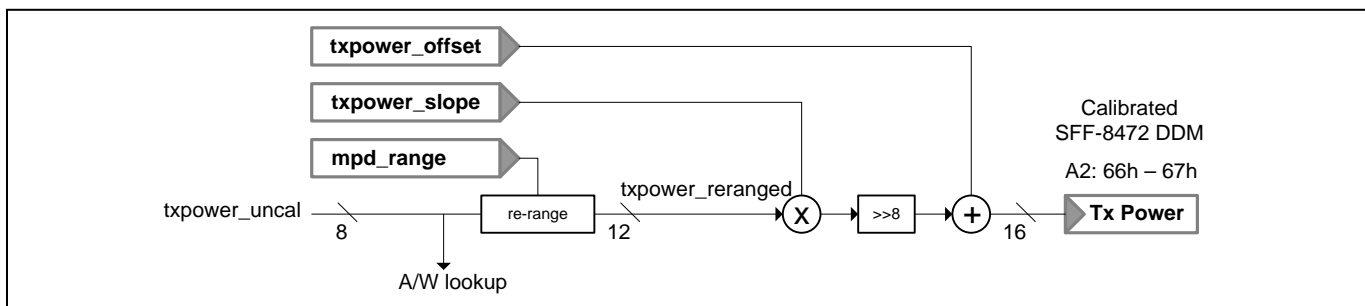 txpower_offset
txpower_slope
mpd_range
Calibrated
SFF-8472 DDM
A2: 66h – 67h
txpower_uncal
8
re-range
12
txpower_reranged
X
>>8
+
16
Tx Power
A/W lookup